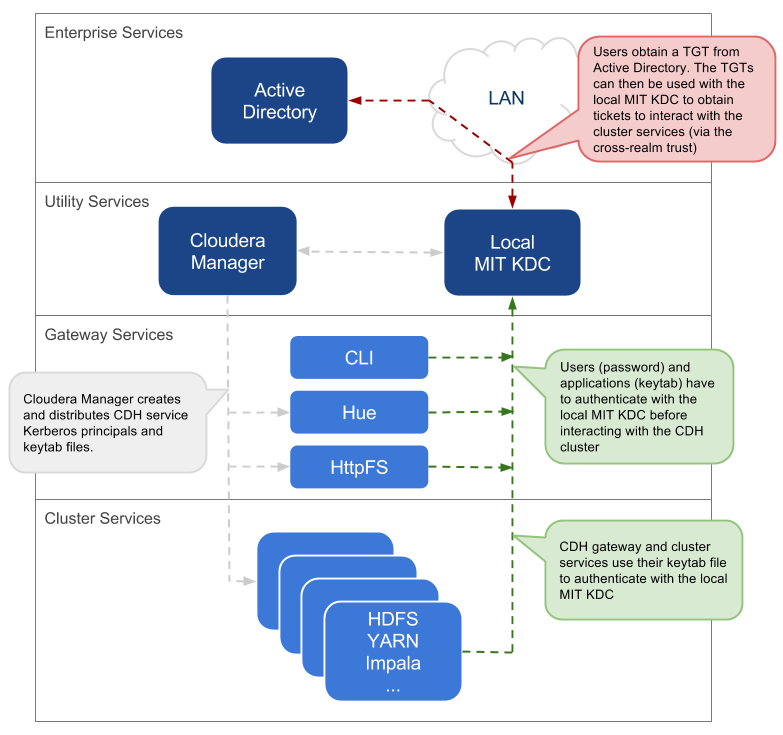 Enterprise Services
Active
Directory
LAN
Users obtain a TGT from
Active Directory. The TGTs
can then be used with the
local MIT KDC to obtain
tickets to interact with the
cluster services (via the
cross-realm trust)
Utility Services
Cloudera
Manager
Local
MIT KDC
Gateway Services
CLI
Hue
HttpFS
Cloudera Manager creates
and distributes CDH service
Kerberos principals and
keytab files.
Users (password) and
applications (keytab) have
to authenticate with the
local MIT KDC before
interacting with the CDH
cluster
Cluster Services
HDFS
YARN
Impala
...
CDH gateway and cluster
services use their keytab file
to authenticate with the local
MIT KDC